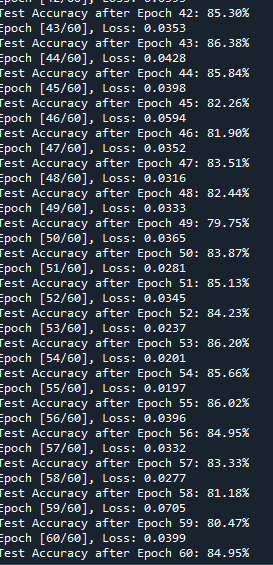 Test Accuracy after Epoch 42: 85.30%
Epoch [43/60], Loss: 0.0353
Test Accuracy after Epoch 43: 86.38%
Epoch [44/60], Loss: 0.0428
Test Accuracy after Epoch 44: 85.84%
Epoch [45/60], Loss: 0.0398
Test Accuracy after Epoch 45: 82.26%
Epoch [46/60], Loss: 0.0594
Test Accuracy after Epoch 46: 81.90%
Epoch [47/60], Loss: 0.0352
Test Accuracy after Epoch 47: 83.51%
Epoch [48/60], Loss: 0.0316
Test Accuracy after Epoch 48: 82.44%
Epoch [49/60], Loss: 0.0333
Test Accuracy after Epoch 49: 79.75%
Epoch [50/60], Loss: 0.0365
Test Accuracy after Epoch 50: 83.87%
Epoch [51/60], Loss: 0.0281
Test Accuracy after Epoch 51: 85.13%
Epoch [52/60], Loss: 0.0345
Test Accuracy after Epoch 52: 84.23%
Epoch [53/60], Loss: 0.0237
Test Accuracy after Epoch 53: 86.20%
Epoch [54/60], Loss: 0.0201
Test Accuracy after Epoch 54: 85.66%
Epoch [55/60], Loss: 0.0197
Test Accuracy after Epoch 55: 86.02%
Epoch [56/60], Loss: 0.0396
Test Accuracy after Epoch 56: 84.95%
Epoch [57/60], Loss: 0.0332
Test Accuracy after Epoch 57: 83.33%
Epoch [58/60], Loss: 0.0277
Test Accuracy after Epoch 58: 81.18%
Epoch [59/60], Loss: 0.0705
Test Accuracy after Epoch 59: 80.47%
Epoch [60/60], Loss: 0.0399
Test Accuracy after Epoch 60: 84.95%